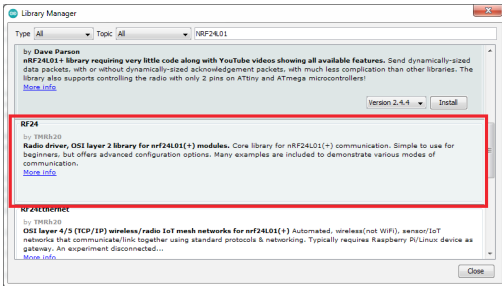 Library Manager
Type All Topic All NRF24L01
by Dave Parson
nRF24L01+ library requiring very little code along with YouTube videos showing all available features. Send dynamically-sized
data packets, with or without dynamically-sized acknowledgement packets, with much less complication than other libraries. The
library also supports controlling the radio with only 2 pins on ATtiny and ATmega microcontrollers!
More info
Version 2.4.4 Install
RF24
by TMRh20
Radio driver, OSI layer 2 library for nrf24L01(+) modules. Core library for nRF24L01(+) communication. Simple to use for
beginners, but offers advanced configuration options. Many examples are included to demonstrate various modes of
communication.
More info
RF24Ethernet
by TMRh20
OSI layer 4/5 (TCP/IP) wireless/radio IoT mesh networks for nrf24L01(+) Automated, wireless(not WiFi), sensor/IoT
networks that communicate/link together using standard protocols & networking. Typically requires Raspberry Pi/Linux device as
gateway. An experiment disconnected...
More info
Close